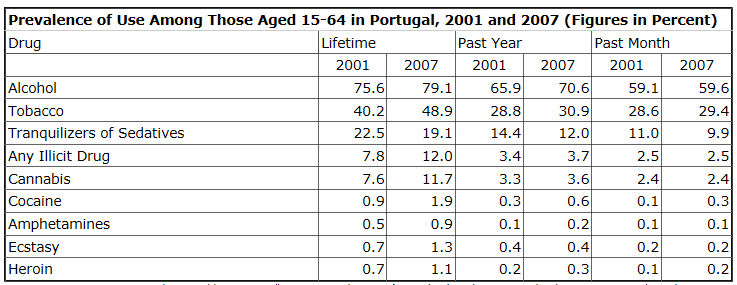 Prevalence of Use Among Those Aged 15-64 in Portugal, 2001 and 2007 (Figures in Percent)
Drug Lifetime Past Year Past Month
2001 2007 2001 2007 2001 2007
Alcohol 75.6 79.1 65.9 70.6 59.1 59.6
Tobacco 40.2 48.9 28.8 30.9 28.6 29.4
Tranquilizers of Sedatives 22.5 19.1 14.4 12.0 11.0 9.9
Any Illicit Drug 7.8 12.0 3.4 3.7 2.5 2.5
Cannabis 7.6 11.7 3.3 3.6 2.4 2.4
Cocaine 0.9 1.9 0.3 0.6 0.1 0.3
Amphetamines 0.5 0.9 0.1 0.2 0.1 0.1
Ecstasy 0.7 1.3 0.4 0.4 0.2 0.2
Heroin 0.7 1.1 0.2 0.3 0.1 0.2